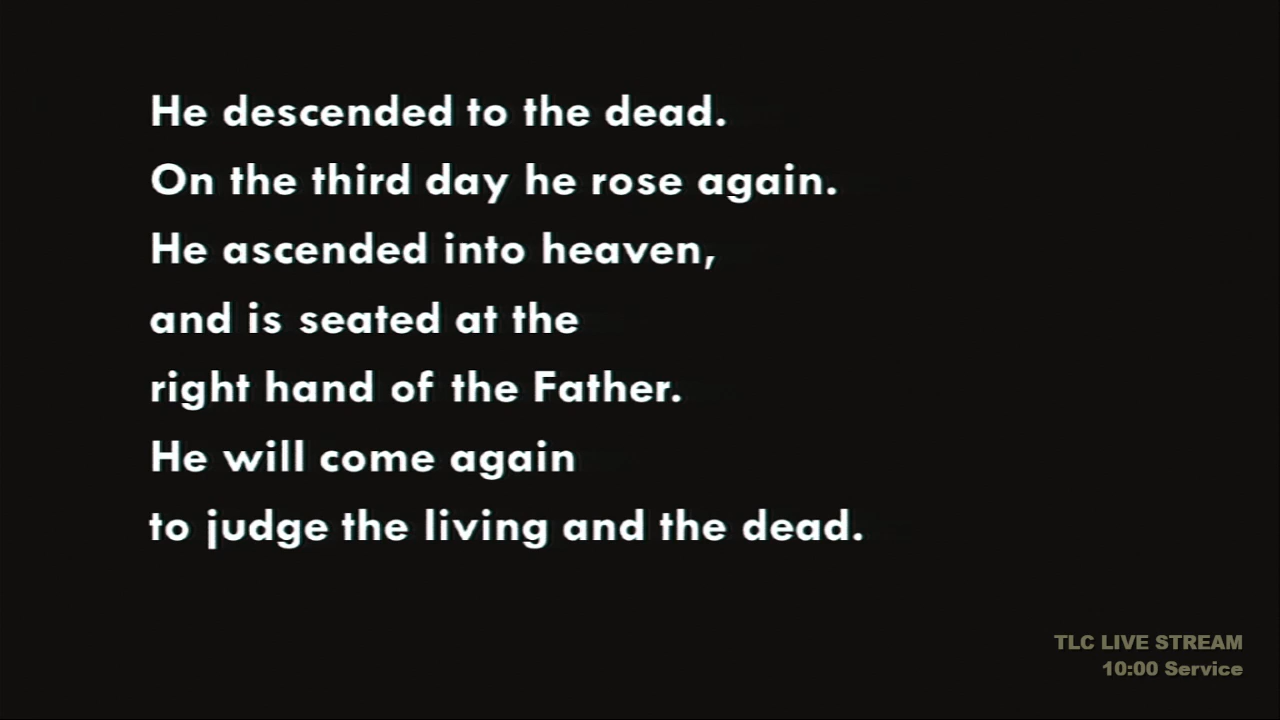 He descended to the dead.
On the third day he rose again.
He ascended into heaven,
and is seated at the
right hand of the Father.
He will come again
to judge the living and the dead.
TLC LIVE STREAM
10:00 Service